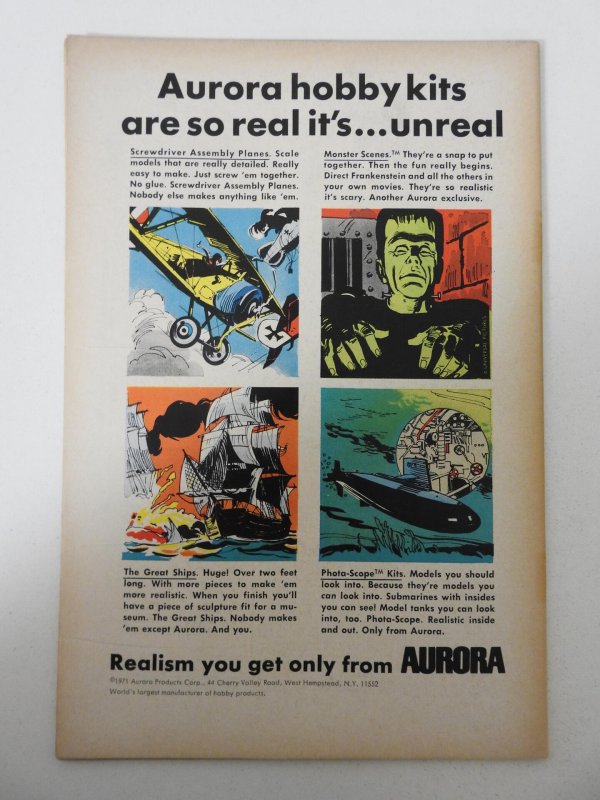 Aurora hobby kits
are so real it's...unreal
Screwdriver Assembly Planes. Scale
models that are really detailed. Really
easy to make. Just screw 'em together.
No glue. Screwdriver Assembly Planes.
Nobody else makes anything like 'em.
Monster Scenes.™ They're a snap to put
together. Then the fun really begins.
Direct Frankenstein and all the others in
your own movies. They're so realistic
it's scary. Another Aurora exclusive.
© UNIVERSAL PICTURES
The Great Ships. Huge! Over two feet
long. With more pieces to make 'em
more realistic. When you finish you'll
have a piece of sculpture fit for a mu-
seum. The Great Ships. Nobody makes
'em except Aurora. And you.
Phota-Scope™ Kits. Models you should
look into. Because they're models you
can look into. Submarines with insides
you can see! Model tanks you can look
into, too. Phota-Scope. Realistic inside
and out. Only from Aurora.
Realism you get only from AURORA
©1971 Aurora Products Corp., 44 Cherry Valley Road, West Hempstead, N.Y. 11552
World's largest manufacturer of hobby products.